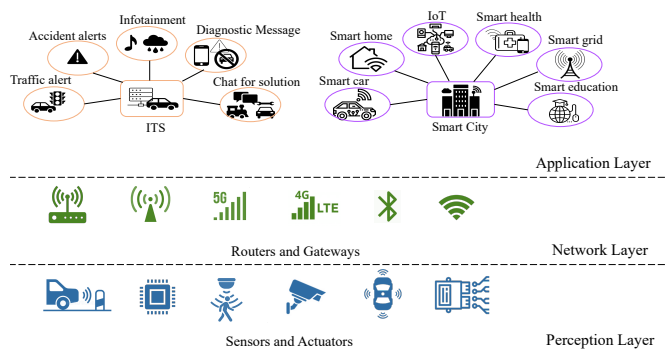 Infotainment
Diagnostic Message
Accident alerts
Traffic alert
Chat for solution
ITS
IoT
Smart health
Smart home
Smart grid
Smart car
Smart education
Smart City
Application Layer
5G
4G
LTE
Routers and Gateways
Network Layer
Sensors and Actuators
Perception Layer